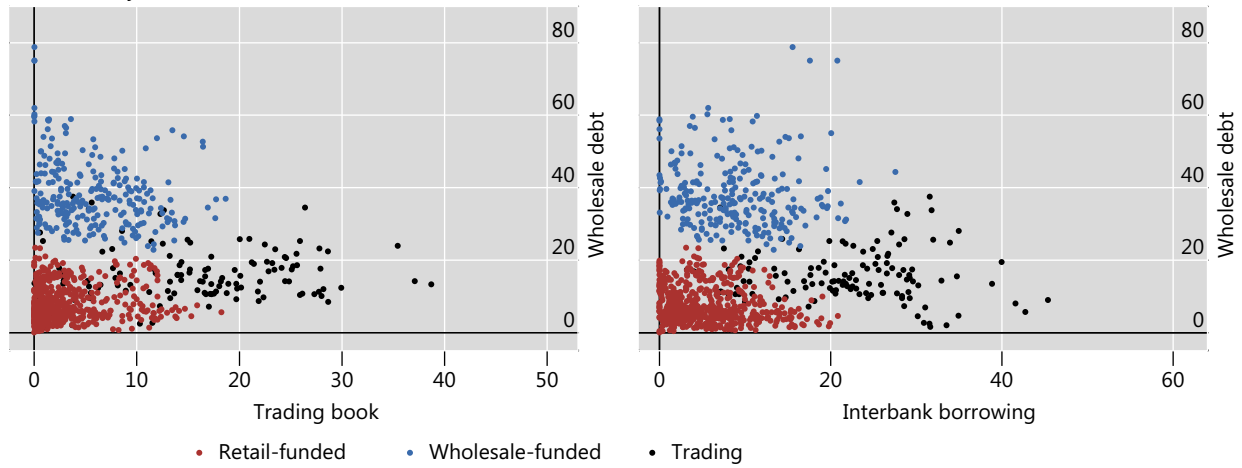 80
60
40
20
0
Wholesale debt
0 10 20 30 40 50
Trading book
80
60
40
20
0
Wholesale debt
0 20 40 60
Interbank borrowing
Retail-funded Wholesale-funded Trading